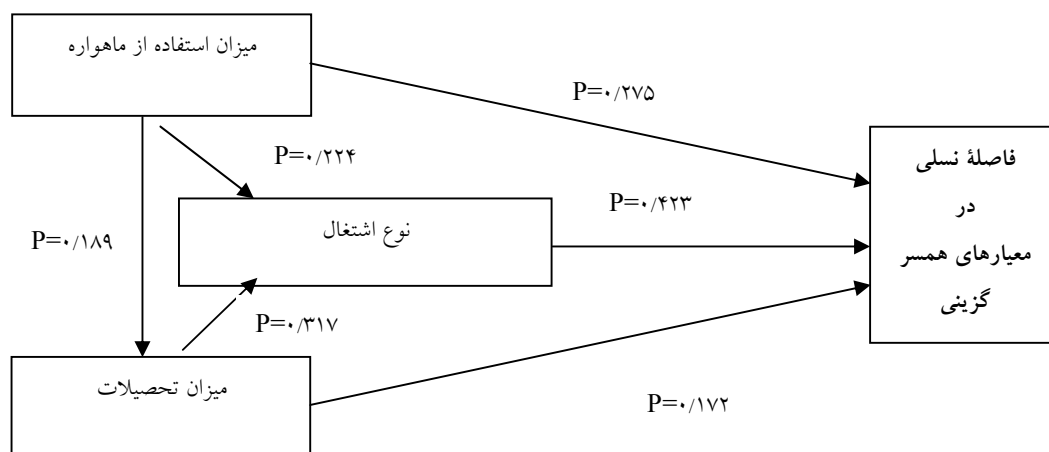 میزان استفاده از ماهواره
P=۰/۲۷۵
P=۰/۲۲۴
فاصلهٔ نسلی
در
معیارهای همسر
گزینی
نوع اشتغال
P=۰/۴۲۳
P=۰/۱۸۹
P=۰/۳۱۷
میزان تحصیلات
P=۰/۱۷۲